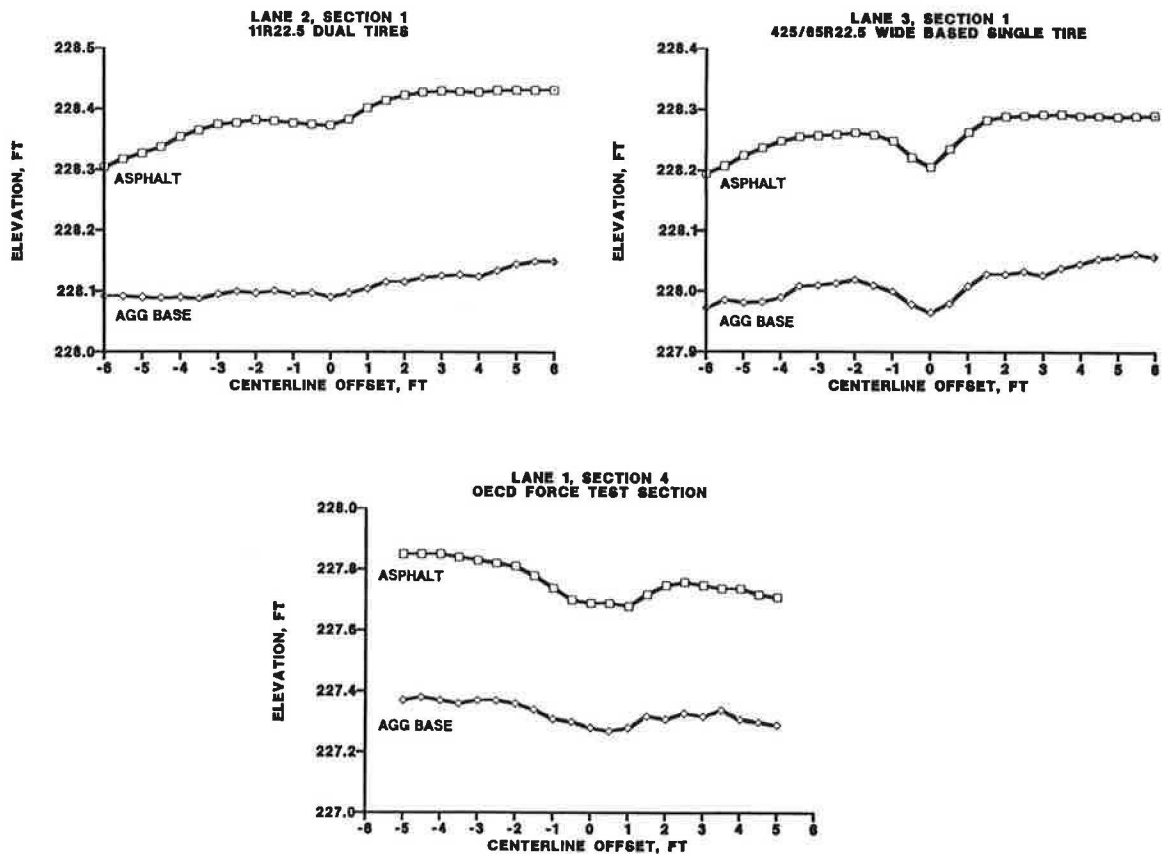 LANE 2, SECTION 1
11R22.5 DUAL TIRES
228.5
228.4
228.3
228.2
228.1
228.0
ELEVATION, FT
ASPHALT
AGG BASE
-6 -5 -4 -3 -2 -1 0 1 2 3 4 5 6
CENTERLINE OFFSET, FT
LANE 3, SECTION 1
425/65R22.5 WIDE BASED SINGLE TIRE
228.4
228.3
228.2
228.1
228.0
227.9
ELEVATION, FT
ASPHALT
AGG BASE
-6 -5 -4 -3 -2 -1 0 1 2 3 4 5 6
CENTERLINE OFFSET, FT
LANE 1, SECTION 4
OECD FORCE TEST SECTION
228.0
227.8
227.6
227.4
227.2
227.0
ELEVATION, FT
ASPHALT
AGG BASE
-6 -5 -4 -3 -2 -1 0 1 2 3 4 5 6
CENTERLINE OFFSET, FT